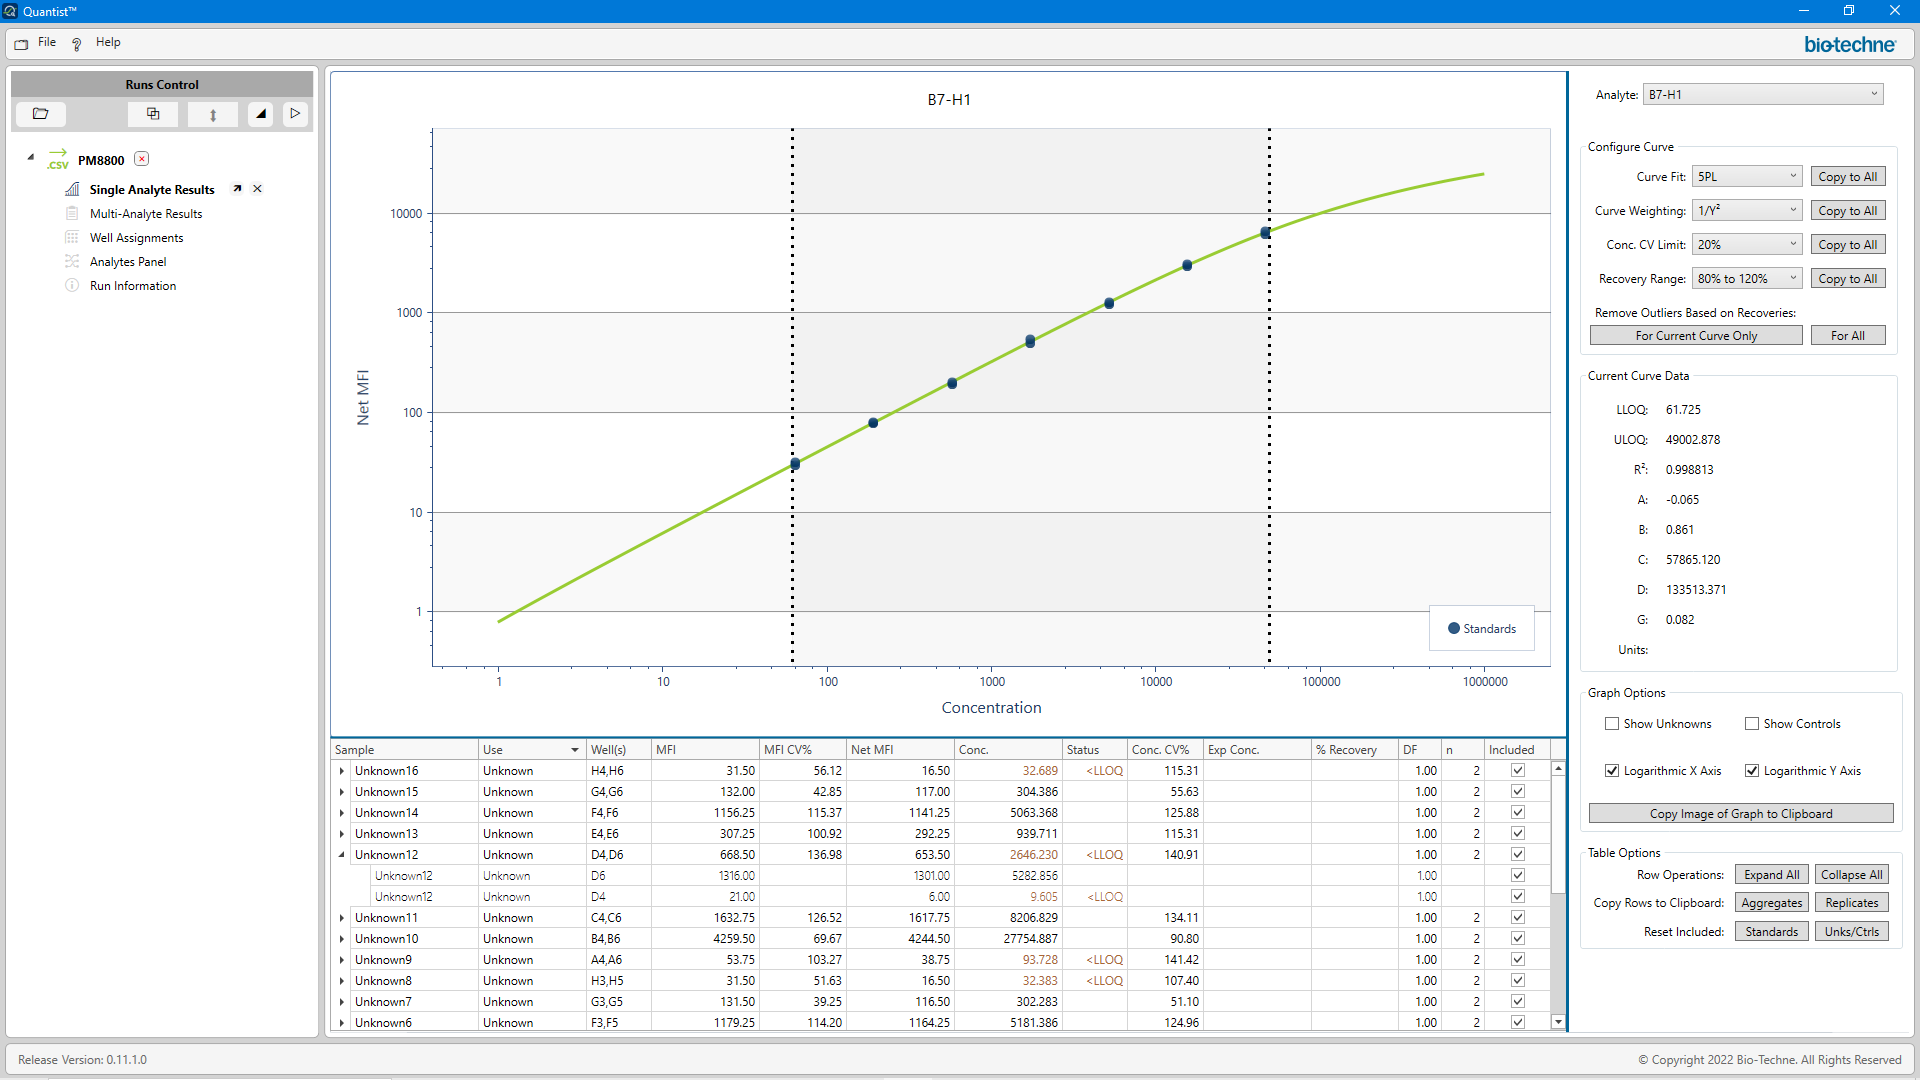 Quantist™
File
Help
bio-techne
Runs Control
.CSV PM8800
Single Analyte Results
Multi-Analyte Results
Well Assignments
Analytes Panel
Run Information
B7-H1
10000
1000
100
10
1
Net MFI
Standards
1 10 100 1000 10000 100000 1000000
Concentration
Sample Use Well(s) MFI MFI CV% Net MFI Conc. Status Conc. CV% Exp Conc. % Recovery DF n Included
Unknown16 Unknown H4,H6 31.50 56.12 16.50 32.689 <LLOQ 115.31 1.00 2
Unknown15 Unknown G4,G6 132.00 42.85 117.00 304.386 55.63 1.00 2
Unknown14 Unknown F4,F6 1156.25 115.37 1141.25 5063.368 125.88 1.00 2
Unknown13 Unknown E4,E6 307.25 100.92 292.25 939.711 115.31 1.00 2
Unknown12 Unknown D4,D6 668.50 136.98 653.50 2646.230 <LLOQ 140.91 1.00 2
Unknown12 Unknown D6 1316.00 1301.00 5282.856 1.00
Unknown12 Unknown D4 21.00 6.00 9.605 <LLOQ 1.00
Unknown11 Unknown C4,C6 1632.75 126.52 1617.75 8206.829 134.11 1.00 2
Unknown10 Unknown B4,B6 4259.50 69.67 4244.50 27754.887 90.80 1.00 2
Unknown9 Unknown A4,A6 53.75 103.27 38.75 93.728 <LLOQ 141.42 1.00 2
Unknown8 Unknown H3,H5 31.50 51.63 16.50 32.383 <LLOQ 107.40 1.00 2
Unknown7 Unknown G3,G5 131.50 39.25 116.50 302.283 51.10 1.00 2
Unknown6 Unknown F3,F5 1179.25 114.20 1164.25 5181.386 124.96 1.00 2
Analyte: B7-H1
Configure Curve
Curve Fit: 5PL Copy to All
Curve Weighting: 1/Y² Copy to All
Conc. CV Limit: 20% Copy to All
Recovery Range: 80% to 120% Copy to All
Remove Outliers Based on Recoveries:
For Current Curve Only For All
Current Curve Data
LLOQ: 61.725
ULOQ: 49002.878
R²: 0.998813
A: -0.065
B: 0.861
C: 57865.120
D: 133513.371
G: 0.082
Units:
Graph Options
Show Unknowns Show Controls
Logarithmic X Axis Logarithmic Y Axis
Copy Image of Graph to Clipboard
Table Options
Row Operations: Expand All Collapse All
Copy Rows to Clipboard: Aggregates Replicates
Reset Included: Standards Unks/Ctrls
Release Version: 0.11.1.0
© Copyright 2022 Bio-Techne. All Rights Reserved